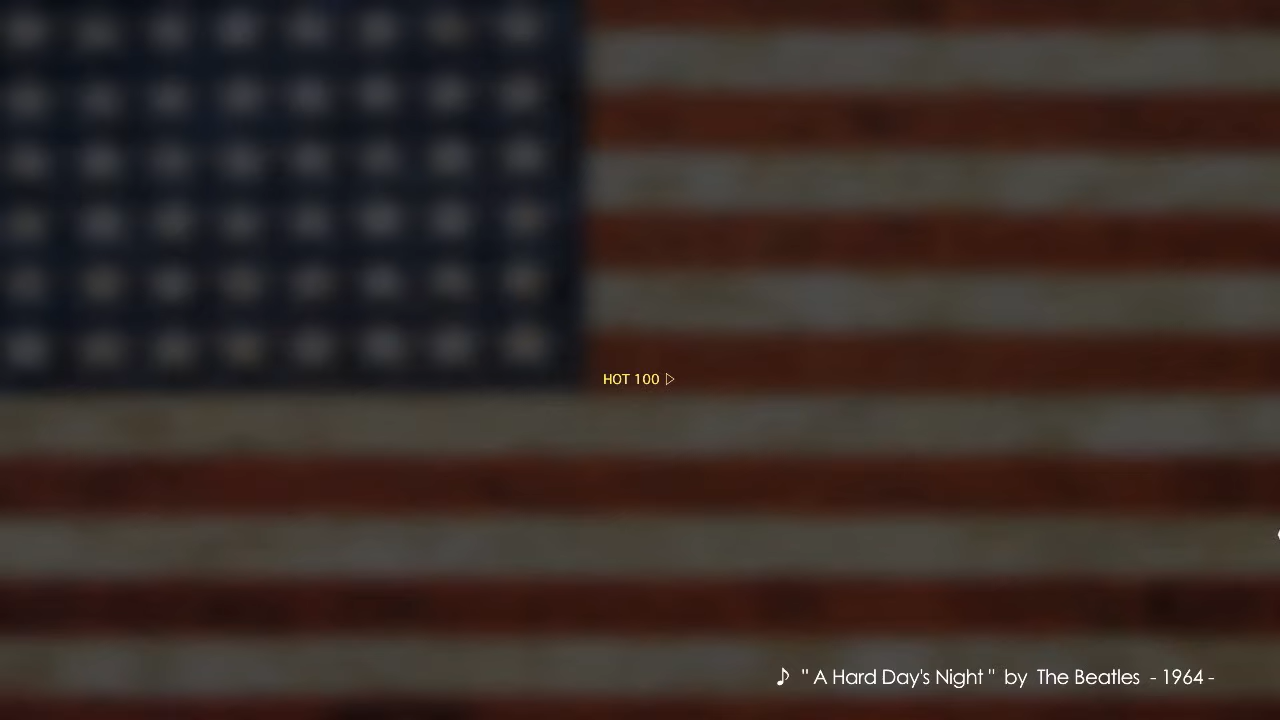 HOT 100 ▷
♪ " A Hard Day's Night " by The Beatles - 1964 -